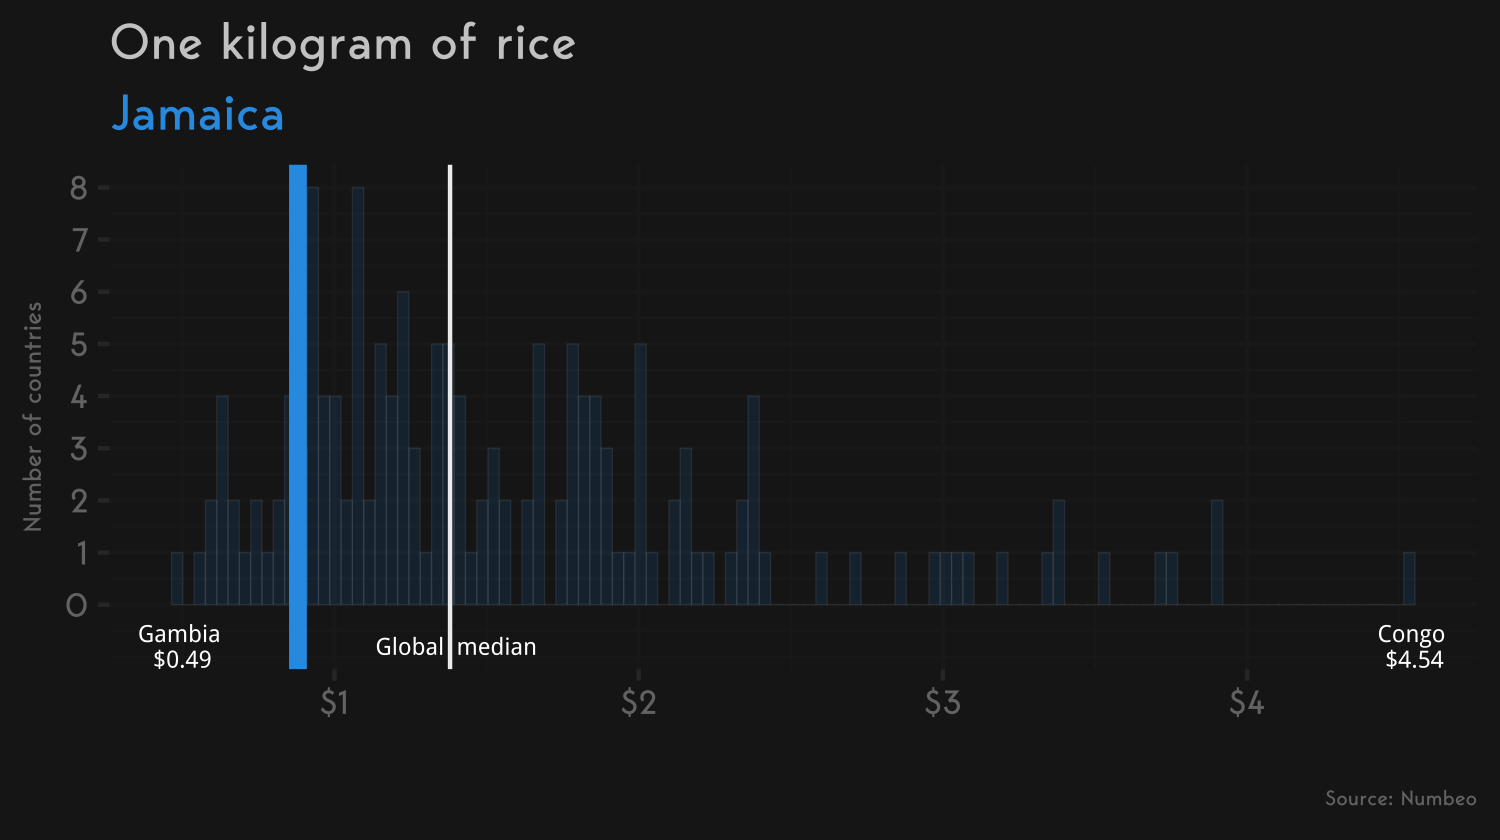 One kilogram of rice
Jamaica
Number of countries
8
7
6
5
4
3
2
1
0
Gambia
$0.49
Global median
Congo
$4.54
$1 $2 $3 $4
Source: Numbeo